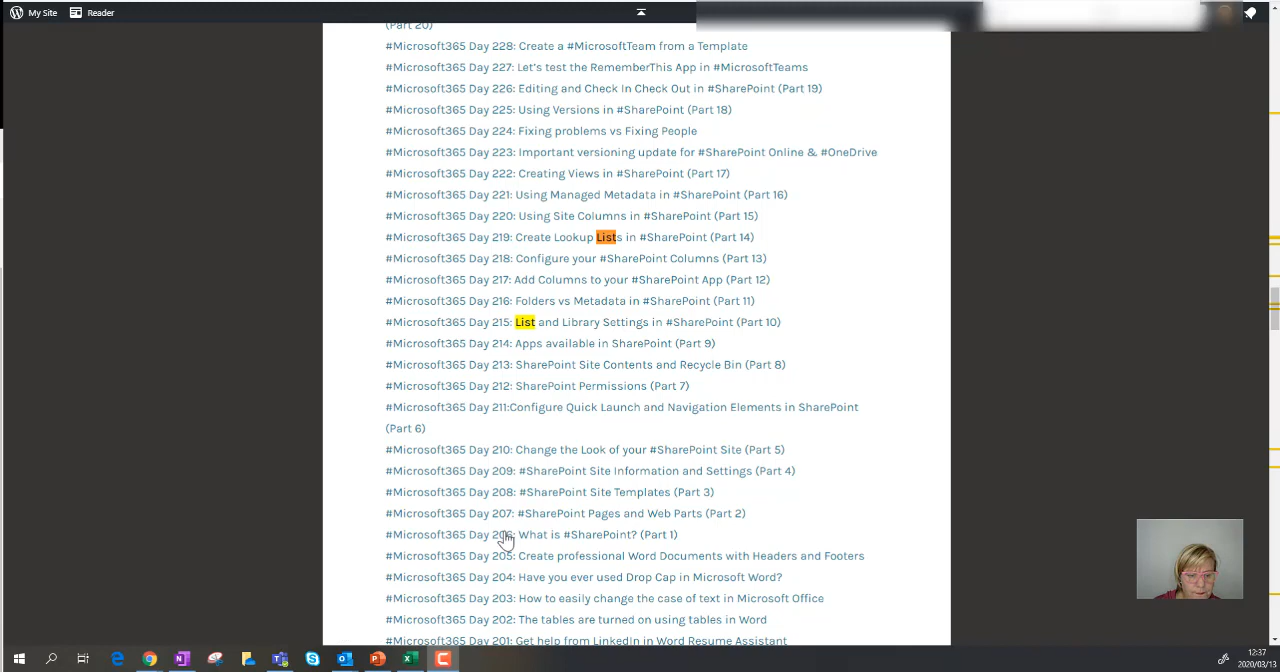 My Site
Reader
(Part 20)
#Microsoft365 Day 228: Create a #MicrosoftTeam from a Template
#Microsoft365 Day 227: Let’s test the RememberThis App in #MicrosoftTeams
#Microsoft365 Day 226: Editing and Check In Check Out in #SharePoint (Part 19)
#Microsoft365 Day 225: Using Versions in #SharePoint (Part 18)
#Microsoft365 Day 224: Fixing problems vs Fixing People
#Microsoft365 Day 223: Important versioning update for #SharePoint Online & #OneDrive
#Microsoft365 Day 222: Creating Views in #SharePoint (Part 17)
#Microsoft365 Day 221: Using Managed Metadata in #SharePoint (Part 16)
#Microsoft365 Day 220: Using Site Columns in #SharePoint (Part 15)
#Microsoft365 Day 219: Create Lookup Lists in #SharePoint (Part 14)
#Microsoft365 Day 218: Configure your #SharePoint Columns (Part 13)
#Microsoft365 Day 217: Add Columns to your #SharePoint App (Part 12)
#Microsoft365 Day 216: Folders vs Metadata in #SharePoint (Part 11)
#Microsoft365 Day 215: List and Library Settings in #SharePoint (Part 10)
#Microsoft365 Day 214: Apps available in SharePoint (Part 9)
#Microsoft365 Day 213: SharePoint Site Contents and Recycle Bin (Part 8)
#Microsoft365 Day 212: SharePoint Permissions (Part 7)
#Microsoft365 Day 211:Configure Quick Launch and Navigation Elements in SharePoint
(Part 6)
#Microsoft365 Day 210: Change the Look of your #SharePoint Site (Part 5)
#Microsoft365 Day 209: #SharePoint Site Information and Settings (Part 4)
#Microsoft365 Day 208: #SharePoint Site Templates (Part 3)
#Microsoft365 Day 207: #SharePoint Pages and Web Parts (Part 2)
#Microsoft365 Day 206: What is #SharePoint? (Part 1)
#Microsoft365 Day 205: Create professional Word Documents with Headers and Footers
#Microsoft365 Day 204: Have you ever used Drop Cap in Microsoft Word?
#Microsoft365 Day 203: How to easily change the case of text in Microsoft Office
#Microsoft365 Day 202: The tables are turned on using tables in Word
#Microsoft365 Day 201: Get help from LinkedIn in Word Resume Assistant
12:37
2020/03/11